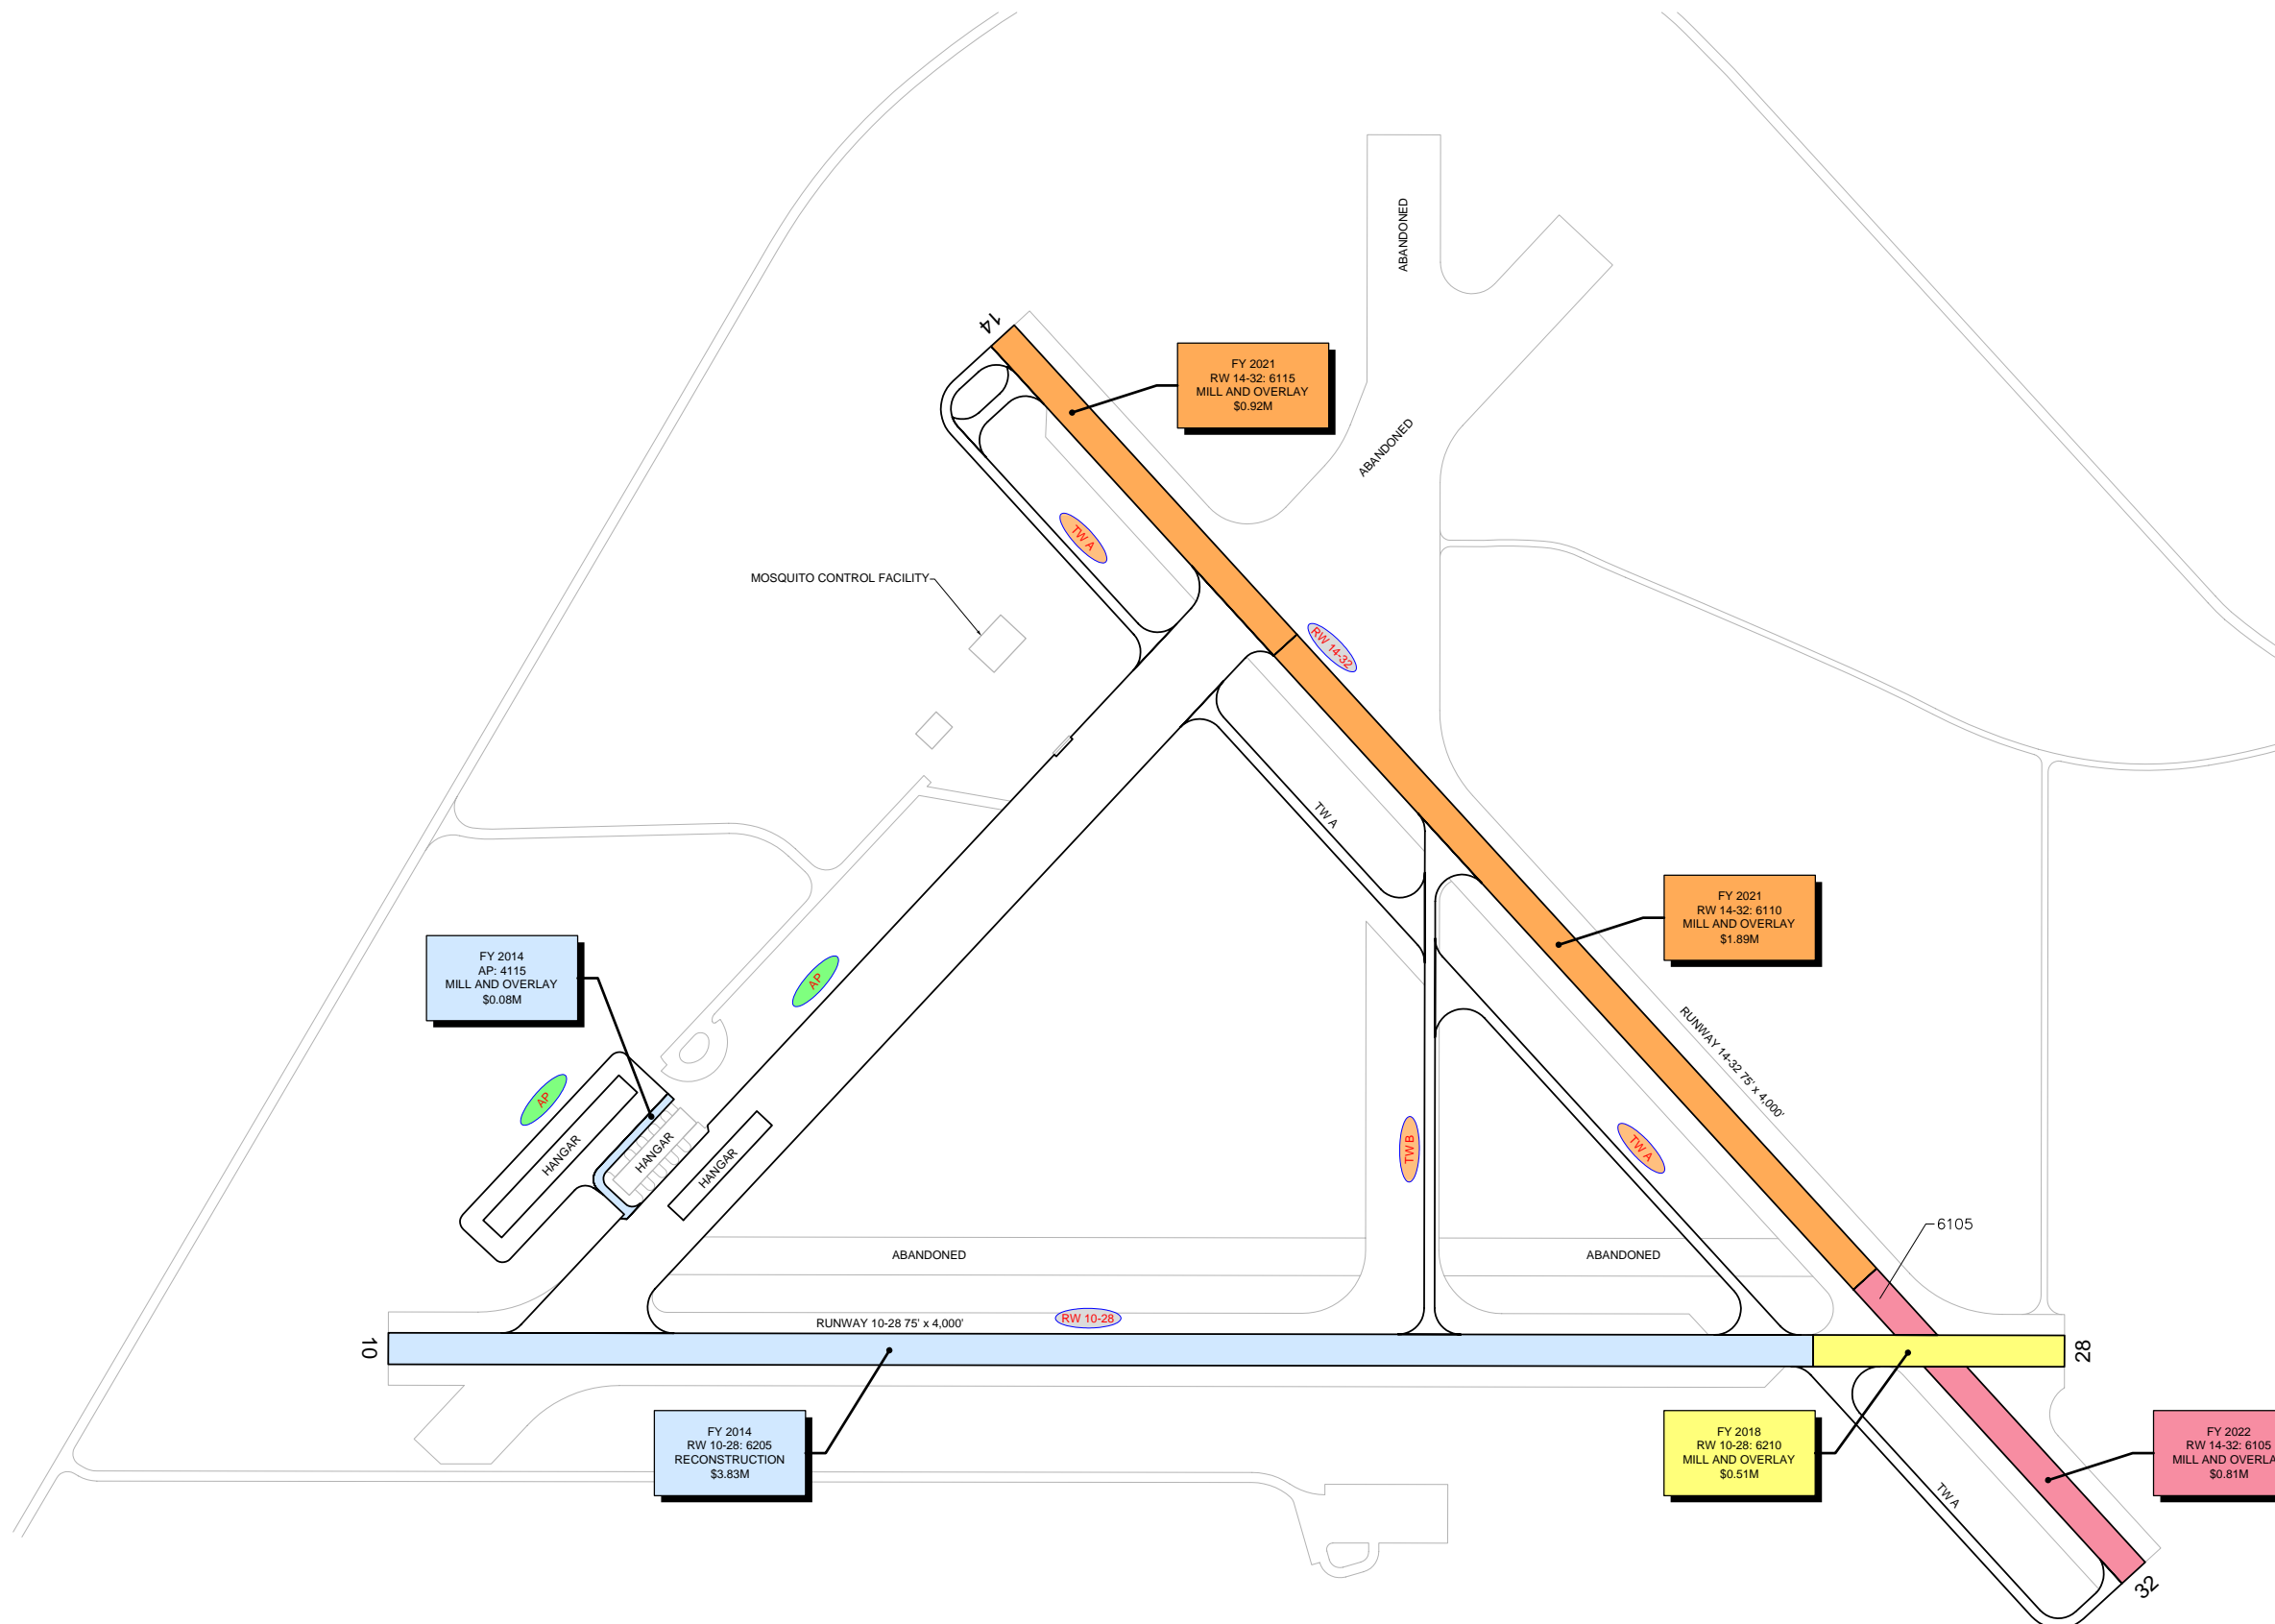 ABANDONED
14
FY 2021
RW 14-32: 6115
MILL AND OVERLAY
$0.92M
ABANDONED
TW A
MOSQUITO CONTROL FACILITY
RW 14-32
TW A
FY 2021
RW 14-32: 6110
MILL AND OVERLAY
$1.89M
FY 2014
AP: 4115
MILL AND OVERLAY
$0.08M
AP
RUNWAY 14-32 75' x 4,000'
AP
HANGAR
HANGAR
HANGAR
TW B
TW A
6105
ABANDONED
ABANDONED
RW 10-28
RUNWAY 10-28 75' x 4,000'
10
28
FY 2014
RW 10-28: 6205
RECONSTRUCTION
$3.83M
FY 2018
RW 10-28: 6210
MILL AND OVERLAY
$0.51M
FY 2022
RW 14-32: 6105
MILL AND OVERLA
$0.81M
TW A
32